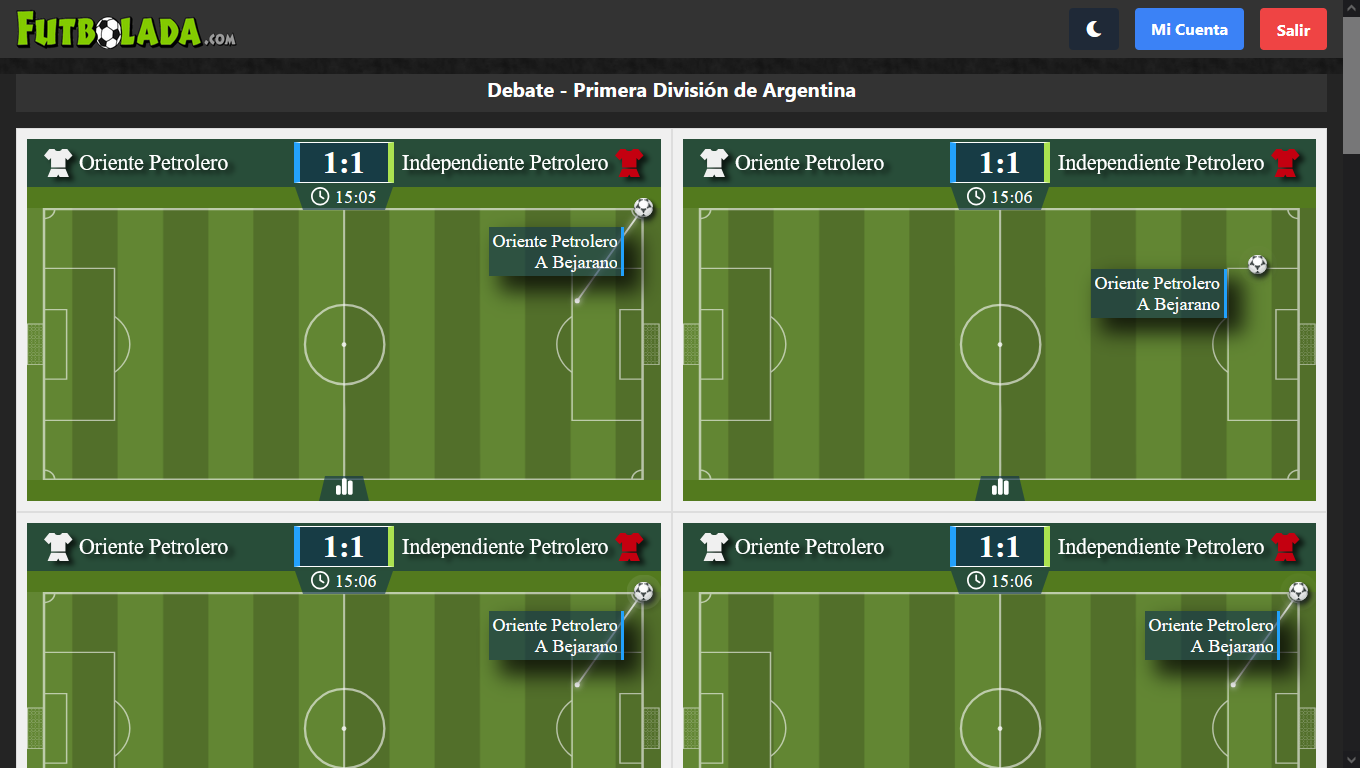 FUTBOLADA.COM
Mi Cuenta
Salir
Debate - Primera División de Argentina
Oriente Petrolero 1:1 Independiente Petrolero
15:05
Oriente Petrolero
A Bejarano
Oriente Petrolero 1:1 Independiente Petrolero
15:06
Oriente Petrolero
A Bejarano
Oriente Petrolero 1:1 Independiente Petrolero
15:06
Oriente Petrolero
A Bejarano
Oriente Petrolero 1:1 Independiente Petrolero
15:06
Oriente Petrolero
A Bejarano